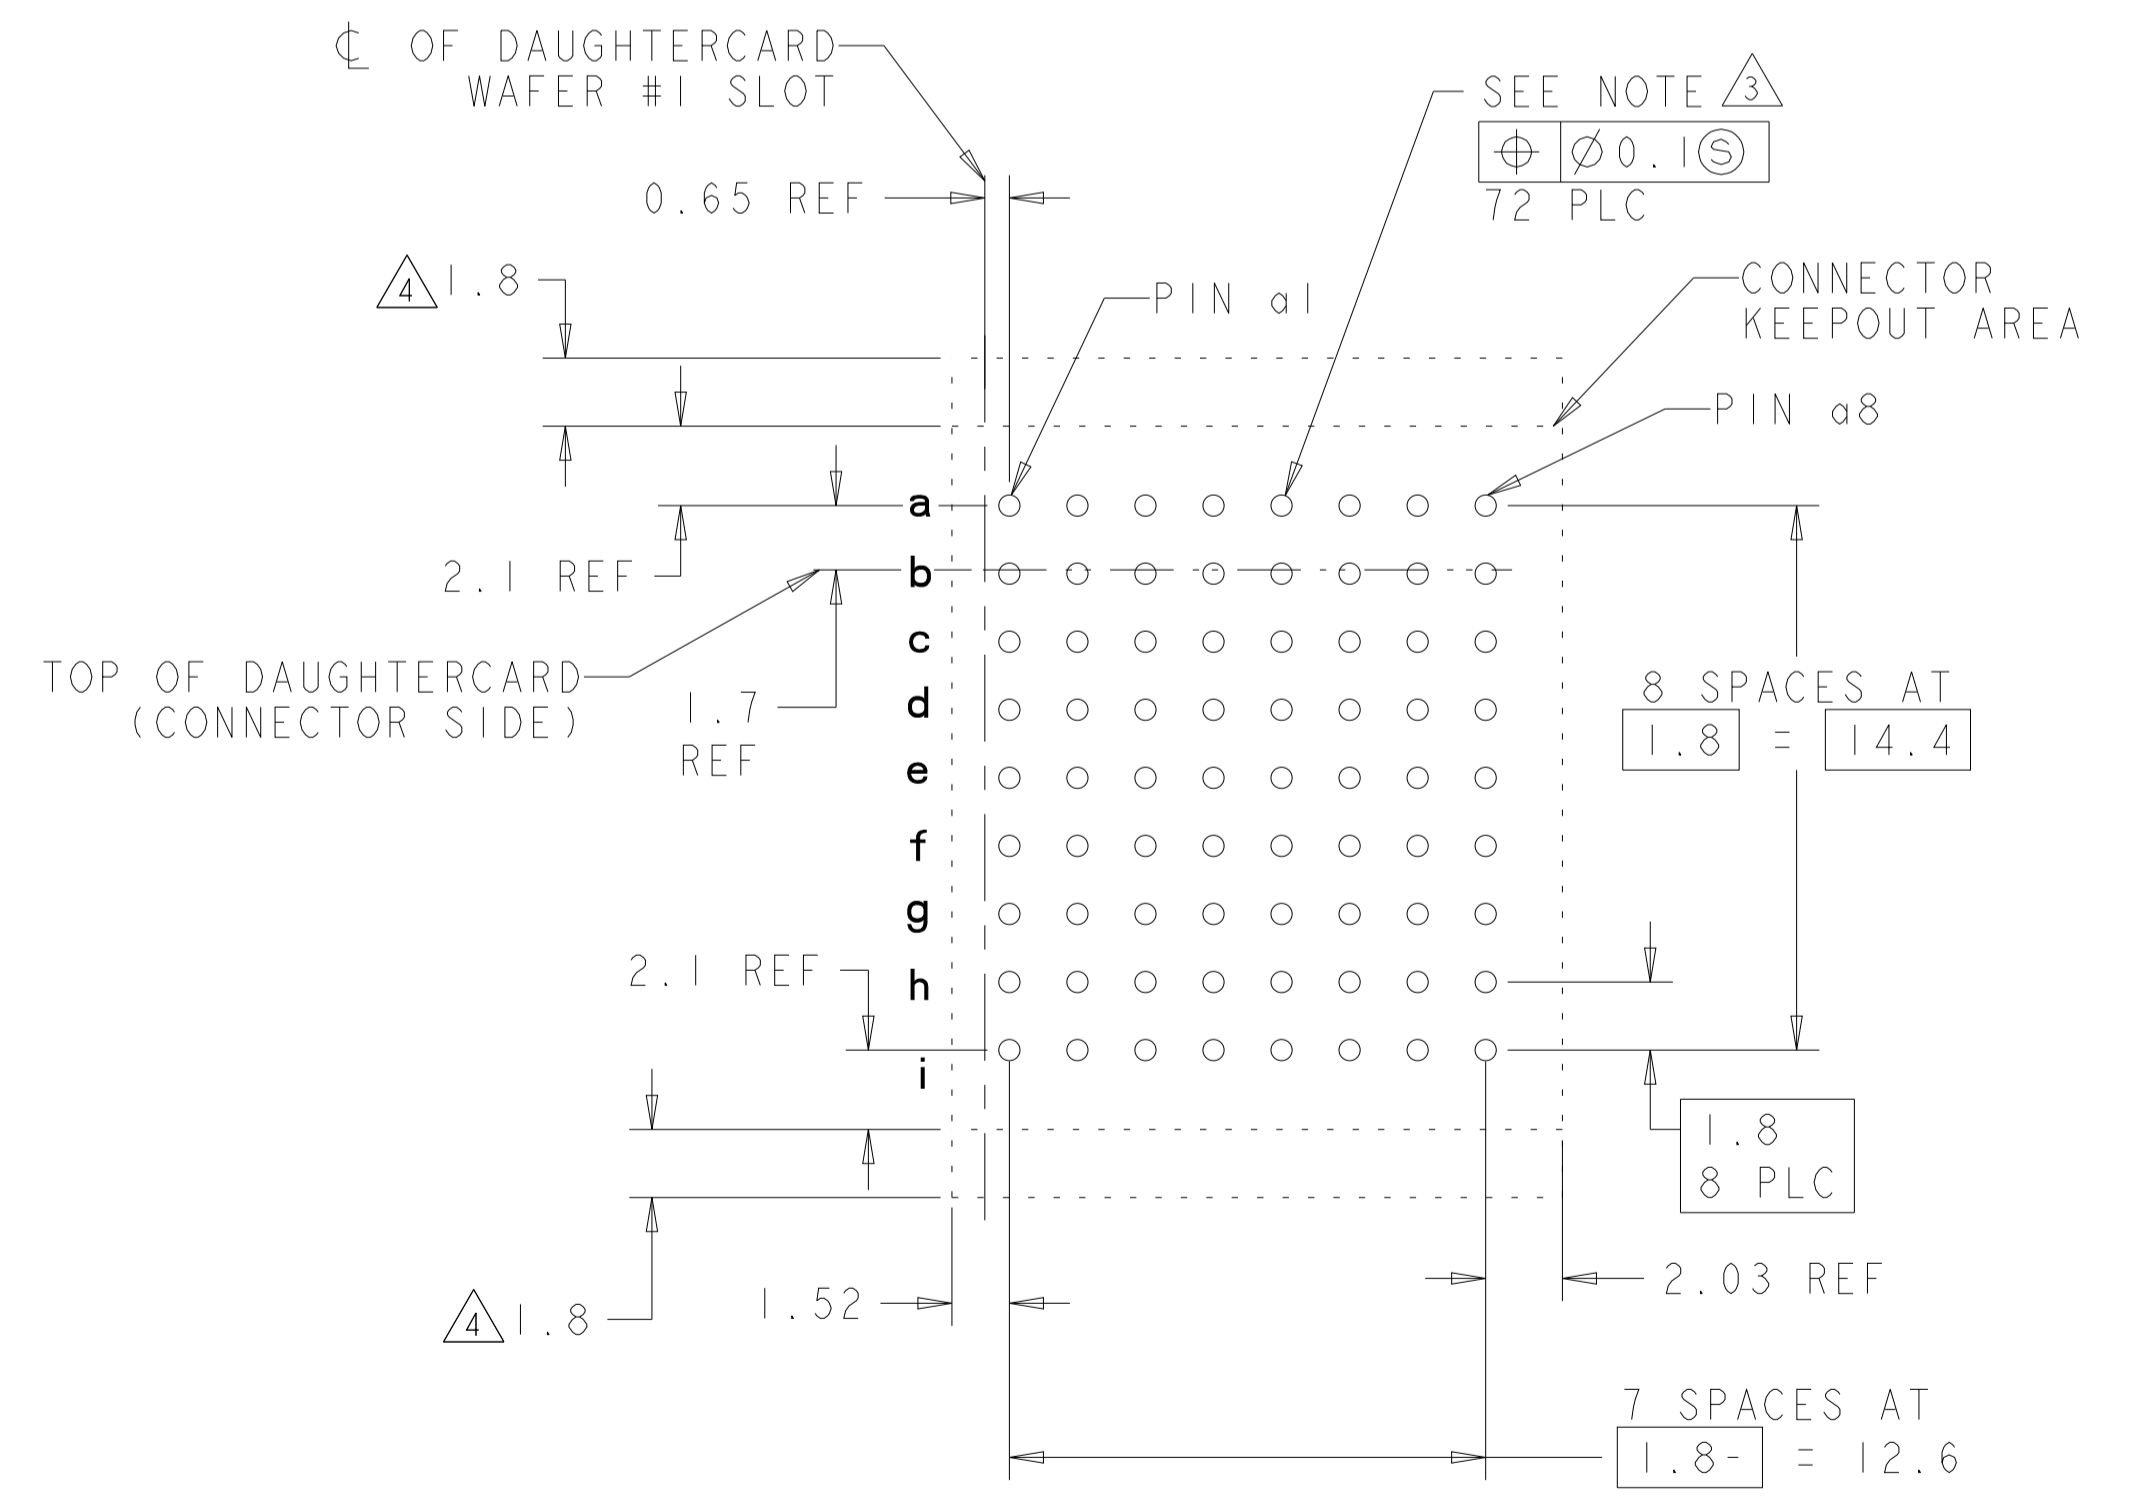 ℄ OF DAUGHTERCARD
WAFER #1 SLOT
SEE NOTE 3
⌖ ⌀0.1Ⓢ
72 PLC
0.65 REF
4 1.8
PIN a1
CONNECTOR
KEEPOUT AREA
PIN a8
a
2.1 REF
b
c
TOP OF DAUGHTERCARD
(CONNECTOR SIDE)
1.7
REF
d
8 SPACES AT
1.8 = 14.4
e
f
g
2.1 REF
h
i
1.8
8 PLC
2.03 REF
1.52
4 1.8
7 SPACES AT
1.8- = 12.6